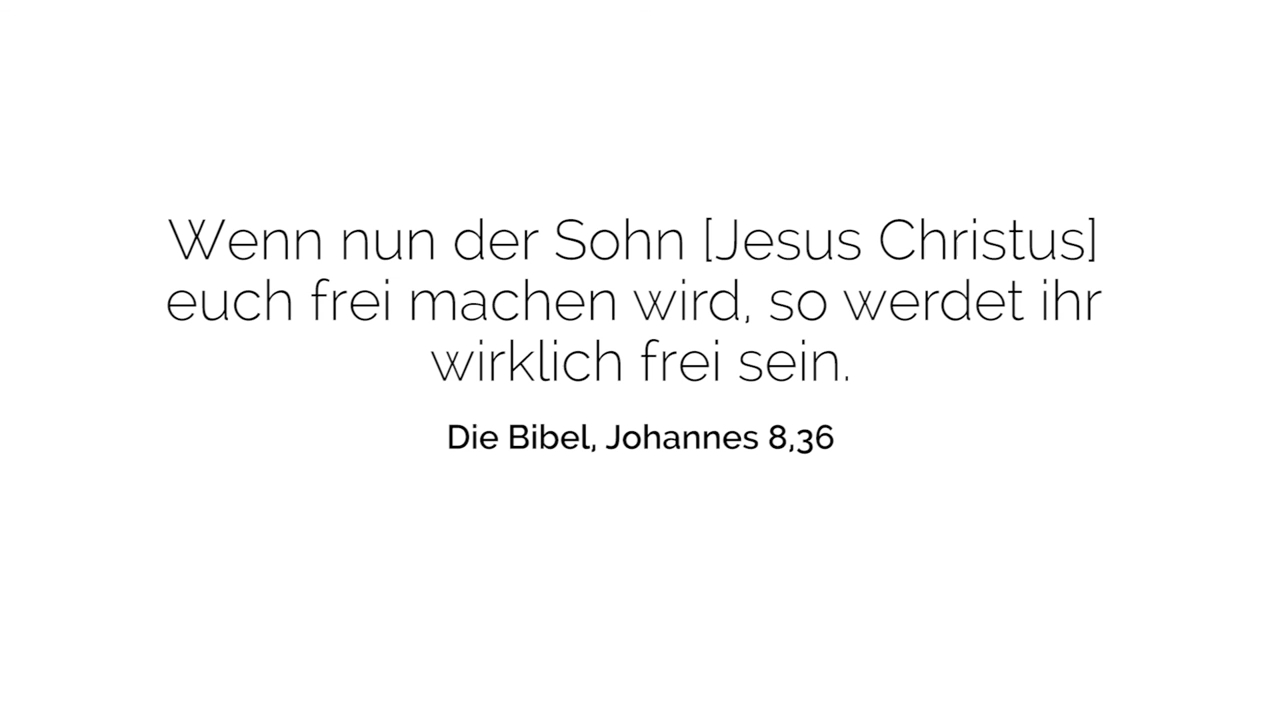 Wenn nun der Sohn [Jesus Christus]
euch frei machen wird, so werdet ihr
wirklich frei sein.
Die Bibel, Johannes 8,36